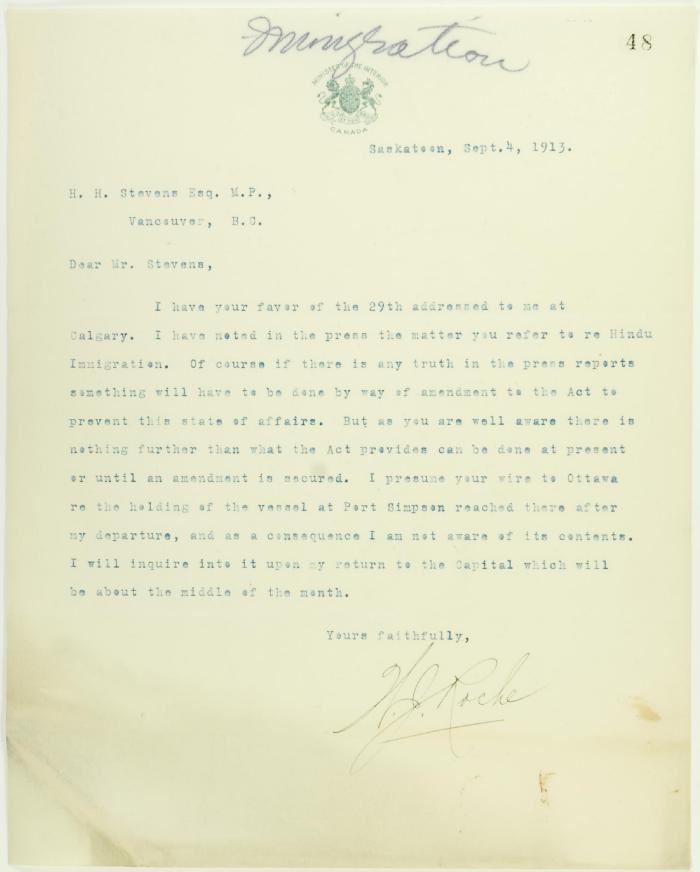 Immigration
48
MINISTER OF THE INTERIOR
CANADA
Saskatoon, Sept.4, 1913.
H. H. Stevens Esq. M.P.,
Vancouver, B.C.
Dear Mr. Stevens,
I have your favor of the 29th addressed to me at
Calgary. I have noted in the press the matter you refer to re Hindu
Immigration. Of course if there is any truth in the press reports
something will have to be done by way of amendment to the Act to
prevent this state of affairs. But as you are well aware there is
nothing further than what the Act provides can be done at present
or until an amendment is secured. I presume your wire to Ottawa
re the holding of the vessel at Port Simpson reached there after
my departure, and as a consequence I am not aware of its contents.
I will inquire into it upon my return to the Capital which will
be about the middle of the month.
Yours faithfully,
W.J. Roche